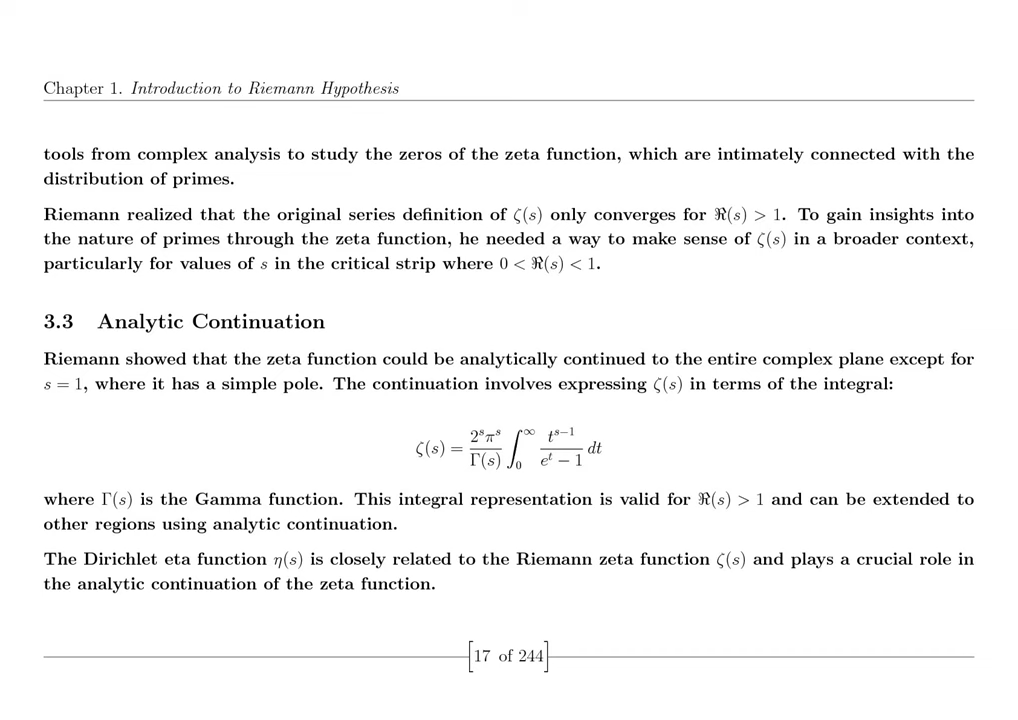 Chapter 1. Introduction to Riemann Hypothesis
tools from complex analysis to study the zeros of the zeta function, which are intimately connected with the
distribution of primes.
Riemann realized that the original series definition of ζ(s) only converges for ℜ(s) > 1. To gain insights into
the nature of primes through the zeta function, he needed a way to make sense of ζ(s) in a broader context,
particularly for values of s in the critical strip where 0 < ℜ(s) < 1.
3.3 Analytic Continuation
Riemann showed that the zeta function could be analytically continued to the entire complex plane except for
s = 1, where it has a simple pole. The continuation involves expressing ζ(s) in terms of the integral:
ζ(s) = \frac{2^s π^s}{Γ(s)} ∫_0^∞ \frac{t^{s−1}}{e^t − 1} dt
where Γ(s) is the Gamma function. This integral representation is valid for ℜ(s) > 1 and can be extended to
other regions using analytic continuation.
The Dirichlet eta function η(s) is closely related to the Riemann zeta function ζ(s) and plays a crucial role in
the analytic continuation of the zeta function.
[17 of 244]